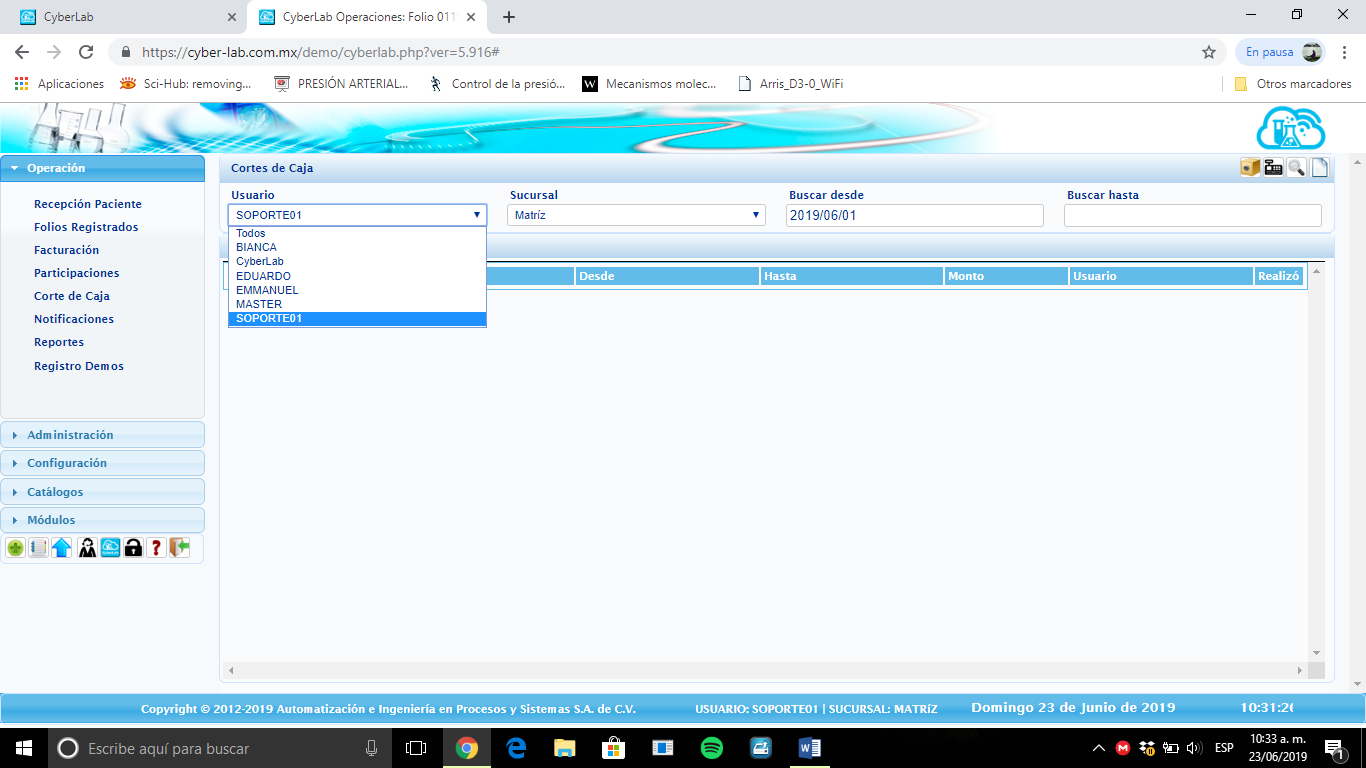 CyberLab
CyberLab Operaciones: Folio 011
https://cyber-lab.com.mx/demo/cyberlab.php?ver=5.916#
En pausa
Aplicaciones
Sci-Hub: removing...
PRESIÓN ARTERIAL...
Control de la presió...
W
Mecanismos molec...
Arris_D3-0_WiFi
Otros marcadores
Operación
Recepción Paciente
Folios Registrados
Facturación
Participaciones
Corte de Caja
Notificaciones
Reportes
Registro Demos
Administración
Configuración
Catálogos
Módulos
Cortes de Caja
Usuario
Sucursal
Buscar desde
Buscar hasta
SOPORTE01
Matríz
2019/06/01
Todos
BIANCA
CyberLab
EDUARDO
EMMANUEL
MASTER
SOPORTE01
Desde
Hasta
Monto
Usuario
Realizó
Copyright © 2012-2019 Automatización e Ingeniería en Procesos y Sistemas S.A. de C.V.
USUARIO: SOPORTE01 | SUCURSAL: MATRíZ
Domingo 23 de Junio de 2019
10:31:26
Escribe aquí para buscar
ESP
10:33 a. m.
23/06/2019
1